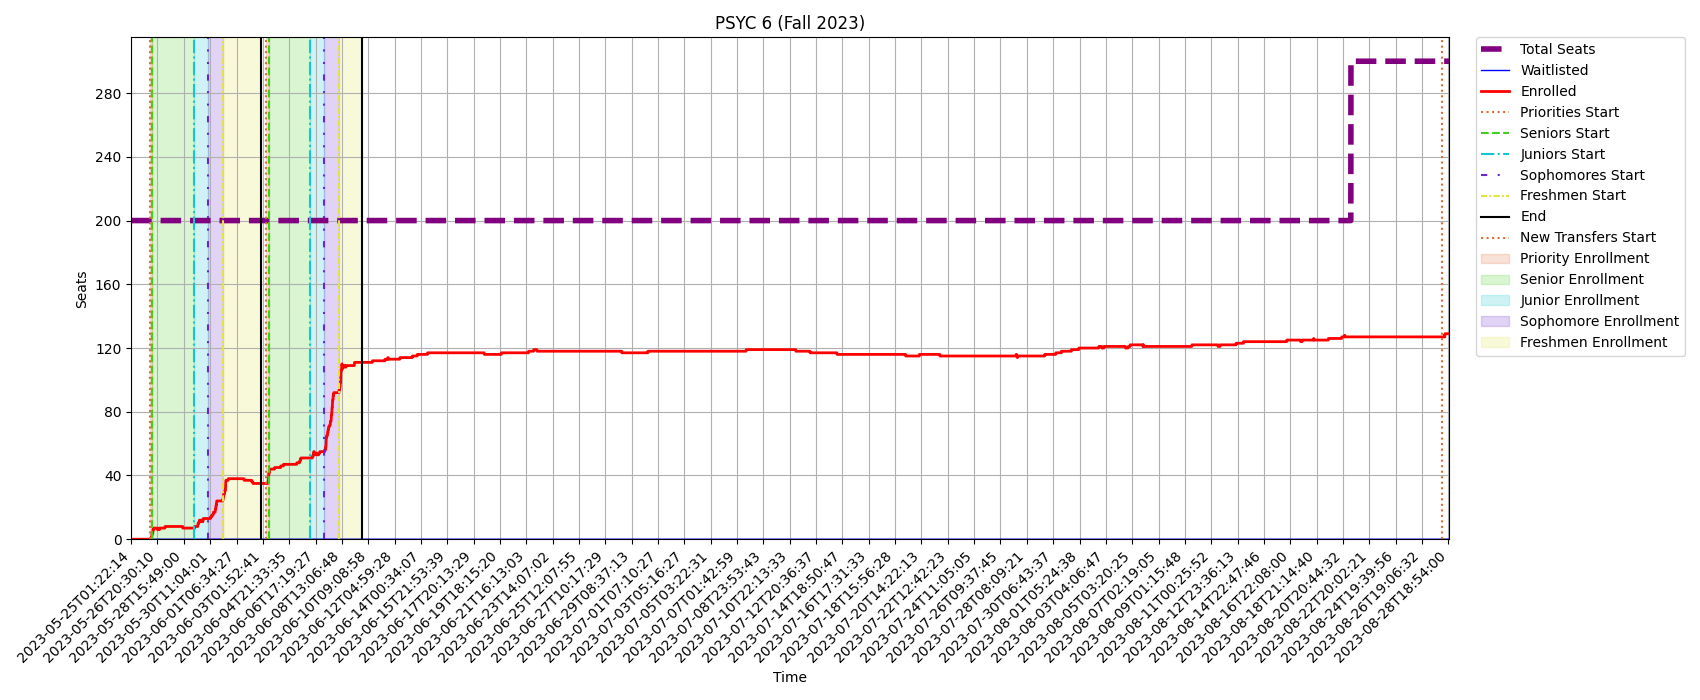 PSYC 6 (Fall 2023)
Seats
280
240
200
160
120
80
40
0
2023-05-25T01:22:14
2023-05-26T20:30:10
2023-05-28T15:49:00
2023-05-30T11:04:01
2023-06-01T06:34:27
2023-06-03T01:52:41
2023-06-04T21:33:35
2023-06-06T17:19:27
2023-06-08T13:06:48
2023-06-10T09:08:58
2023-06-12T04:59:28
2023-06-14T00:34:07
2023-06-15T21:53:39
2023-06-17T20:13:29
2023-06-19T18:15:20
2023-06-21T16:13:03
2023-06-23T14:07:02
2023-06-25T12:07:55
2023-06-27T10:17:29
2023-06-29T08:37:13
2023-07-01T07:10:27
2023-07-03T05:16:27
2023-07-05T03:22:31
2023-07-07T01:42:59
2023-07-08T23:53:43
2023-07-10T22:13:33
2023-07-12T20:36:37
2023-07-14T18:50:47
2023-07-16T17:31:33
2023-07-18T15:56:28
2023-07-20T14:22:13
2023-07-22T12:42:23
2023-07-24T11:05:05
2023-07-26T09:37:45
2023-07-28T08:09:21
2023-07-30T06:43:37
2023-08-01T05:24:38
2023-08-03T04:06:47
2023-08-05T03:20:25
2023-08-07T02:19:05
2023-08-09T01:15:48
2023-08-11T00:25:52
2023-08-12T23:36:13
2023-08-14T22:47:46
2023-08-16T22:08:00
2023-08-18T21:14:40
2023-08-20T20:44:32
2023-08-22T20:02:21
2023-08-24T19:39:56
2023-08-26T19:06:32
2023-08-28T18:54:00
Time
Total Seats
Waitlisted
Enrolled
Priorities Start
Seniors Start
Juniors Start
Sophomores Start
Freshmen Start
End
New Transfers Start
Priority Enrollment
Senior Enrollment
Junior Enrollment
Sophomore Enrollment
Freshmen Enrollment